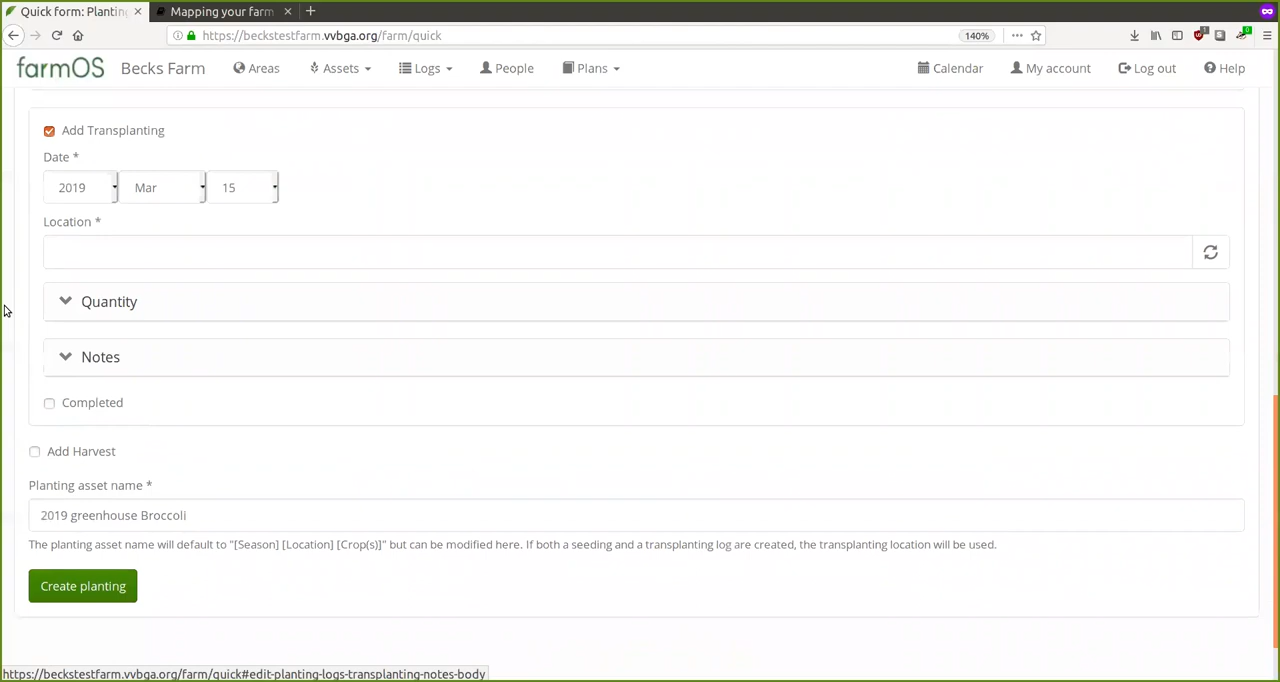 Quick form: Planting
Mapping your farm
https://beckstestfarm.vvbga.org/farm/quick
140%
farmOS
Becks Farm
Areas
Assets
Logs
People
Plans
Calendar
My account
Log out
Help
Add Transplanting
Date *
2019
Mar
15
Location *
Quantity
Notes
Completed
Add Harvest
Planting asset name *
2019 greenhouse Broccoli
The planting asset name will default to "[Season] [Location] [Crop(s)]" but can be modified here. If both a seeding and a transplanting log are created, the transplanting location will be used.
Create planting
https://beckstestfarm.vvbga.org/farm/quick#edit-planting-logs-transplanting-notes-body